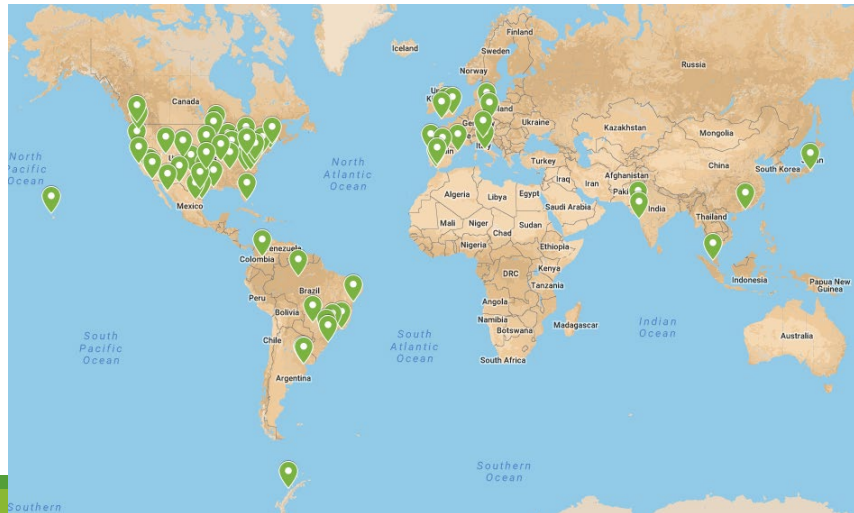 Iceland
Finland
Sweden
Norway
Russia
Canada
Ukraine
Kazakhstan
Mongolia
North
Pacific
Ocean
North
Atlantic
Ocean
Turkey
China
South Korea
Afghanistan
Iraq
Iran
Algeria
Libya
Egypt
Saudi Arabia
India
Mexico
Mali
Niger
Chad
Sudan
Thailand
Nigeria
Ethiopia
Colombia
DRC
Kenya
Tanzania
Indonesia
Papua New
Guinea
Peru
Brazil
Bolivia
Angola
Namibia
Botswana
Madagascar
South
Pacific
Ocean
Chile
South
Atlantic
Ocean
Indian
Ocean
Australia
South Africa
Argentina
Southern
Ocean
Southern